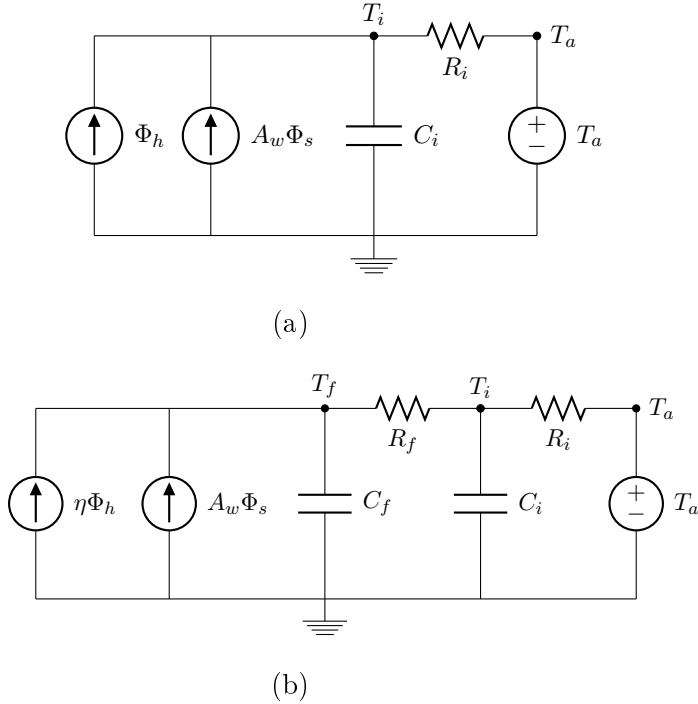 T_i
T_a
R_i
Φ_h
A_wΦ_s
C_i
+
−
T_a
(a)
T_f
T_i
T_a
R_f
R_i
ηΦ_h
A_wΦ_s
C_f
C_i
+
−
T_a
(b)